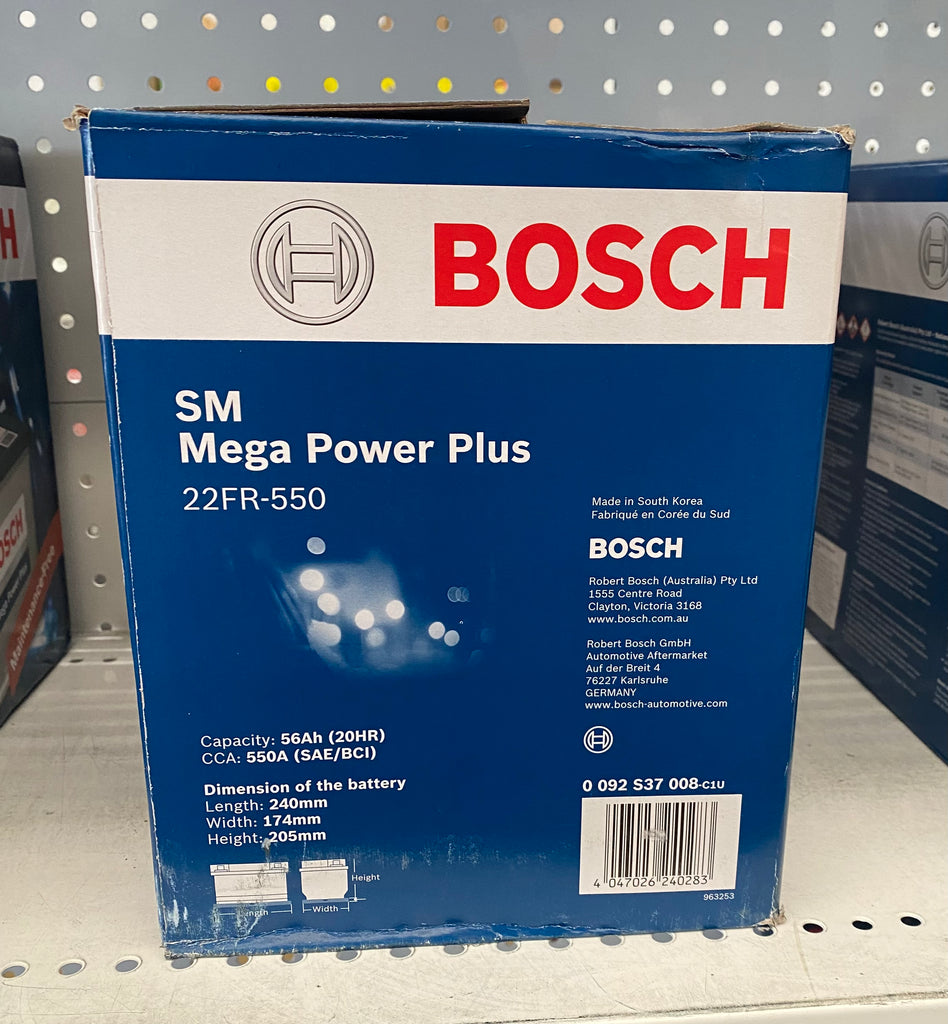 BOSCH
SM
Mega Power Plus
22FR-550
Made in South Korea
Fabriqué en Corée du Sud
BOSCH
Robert Bosch (Australia) Pty Ltd
1555 Centre Road
Clayton, Victoria 3168
www.bosch.com.au
Robert Bosch GmbH
Automotive Aftermarket
Auf der Breit 4
76227 Karlsruhe
GERMANY
www.bosch-automotive.com
Capacity: 56Ah (20HR)
CCA: 550A (SAE/BCI)
Dimension of the battery
Length: 240mm
Width: 174mm
Height: 205mm
Height
Length
Width
0 092 S37 008-C1U
4 047026 240283
963253
H
OSCH
Maintenance-Free